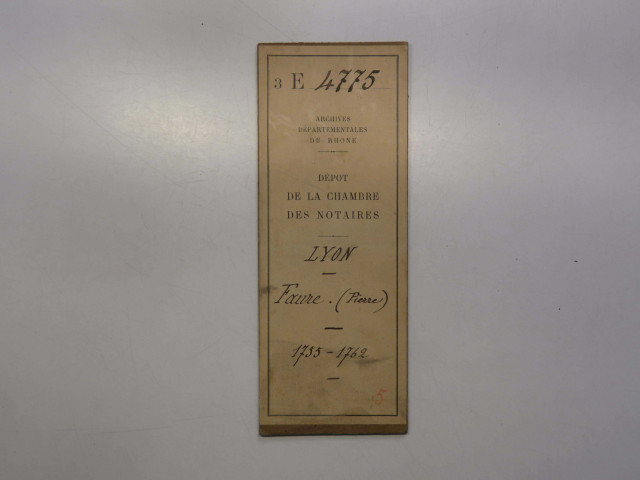 3 E 4775
ARCHIVES
DÉPARTEMENTALES
DU RHONE
DÉPOT
DE LA CHAMBRE
DES NOTAIRES
LYON
Faure. (Pierre)
1755-1762
5